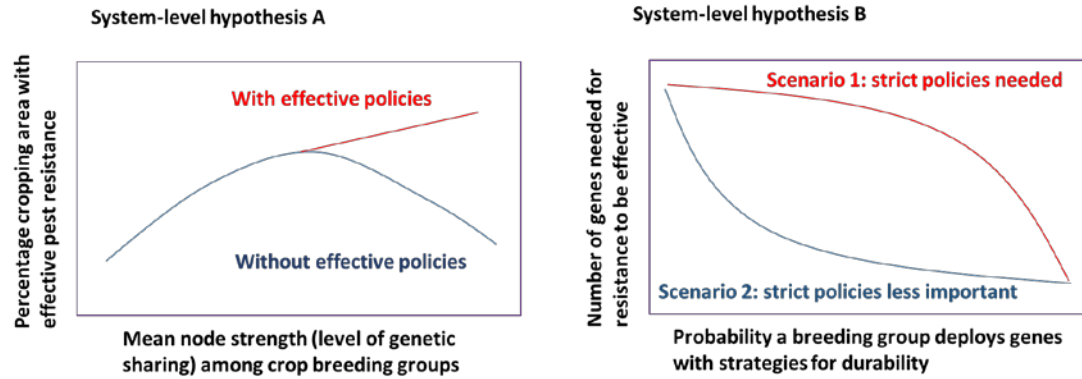 System-level hypothesis A
Percentage cropping area with
effective pest resistance
With effective policies
Without effective policies
Mean node strength (level of genetic
sharing) among crop breeding groups
System-level hypothesis B
Number of genes needed for
resistance to be effective
Scenario 1: strict policies needed
Scenario 2: strict policies less important
Probability a breeding group deploys genes
with strategies for durability